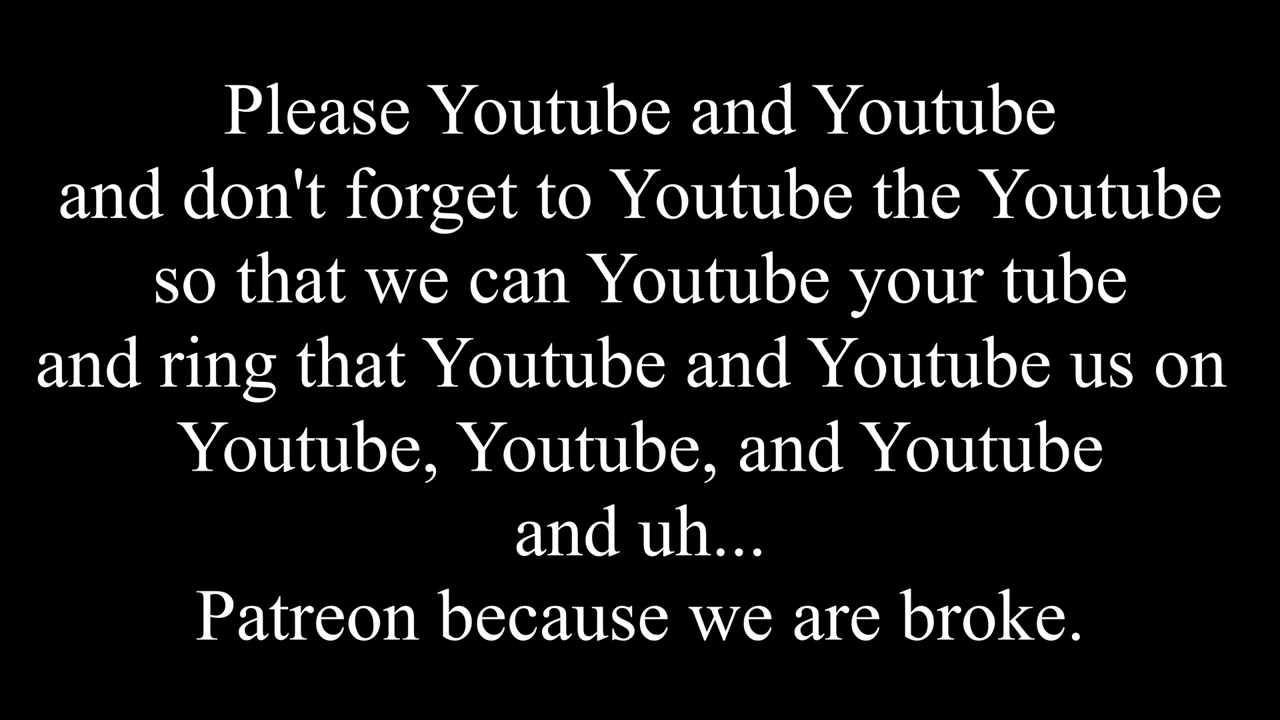 Please Youtube and Youtube
and don't forget to Youtube the Youtube
so that we can Youtube your tube
and ring that Youtube and Youtube us on
Youtube, Youtube, and Youtube
and uh...
Patreon because we are broke.